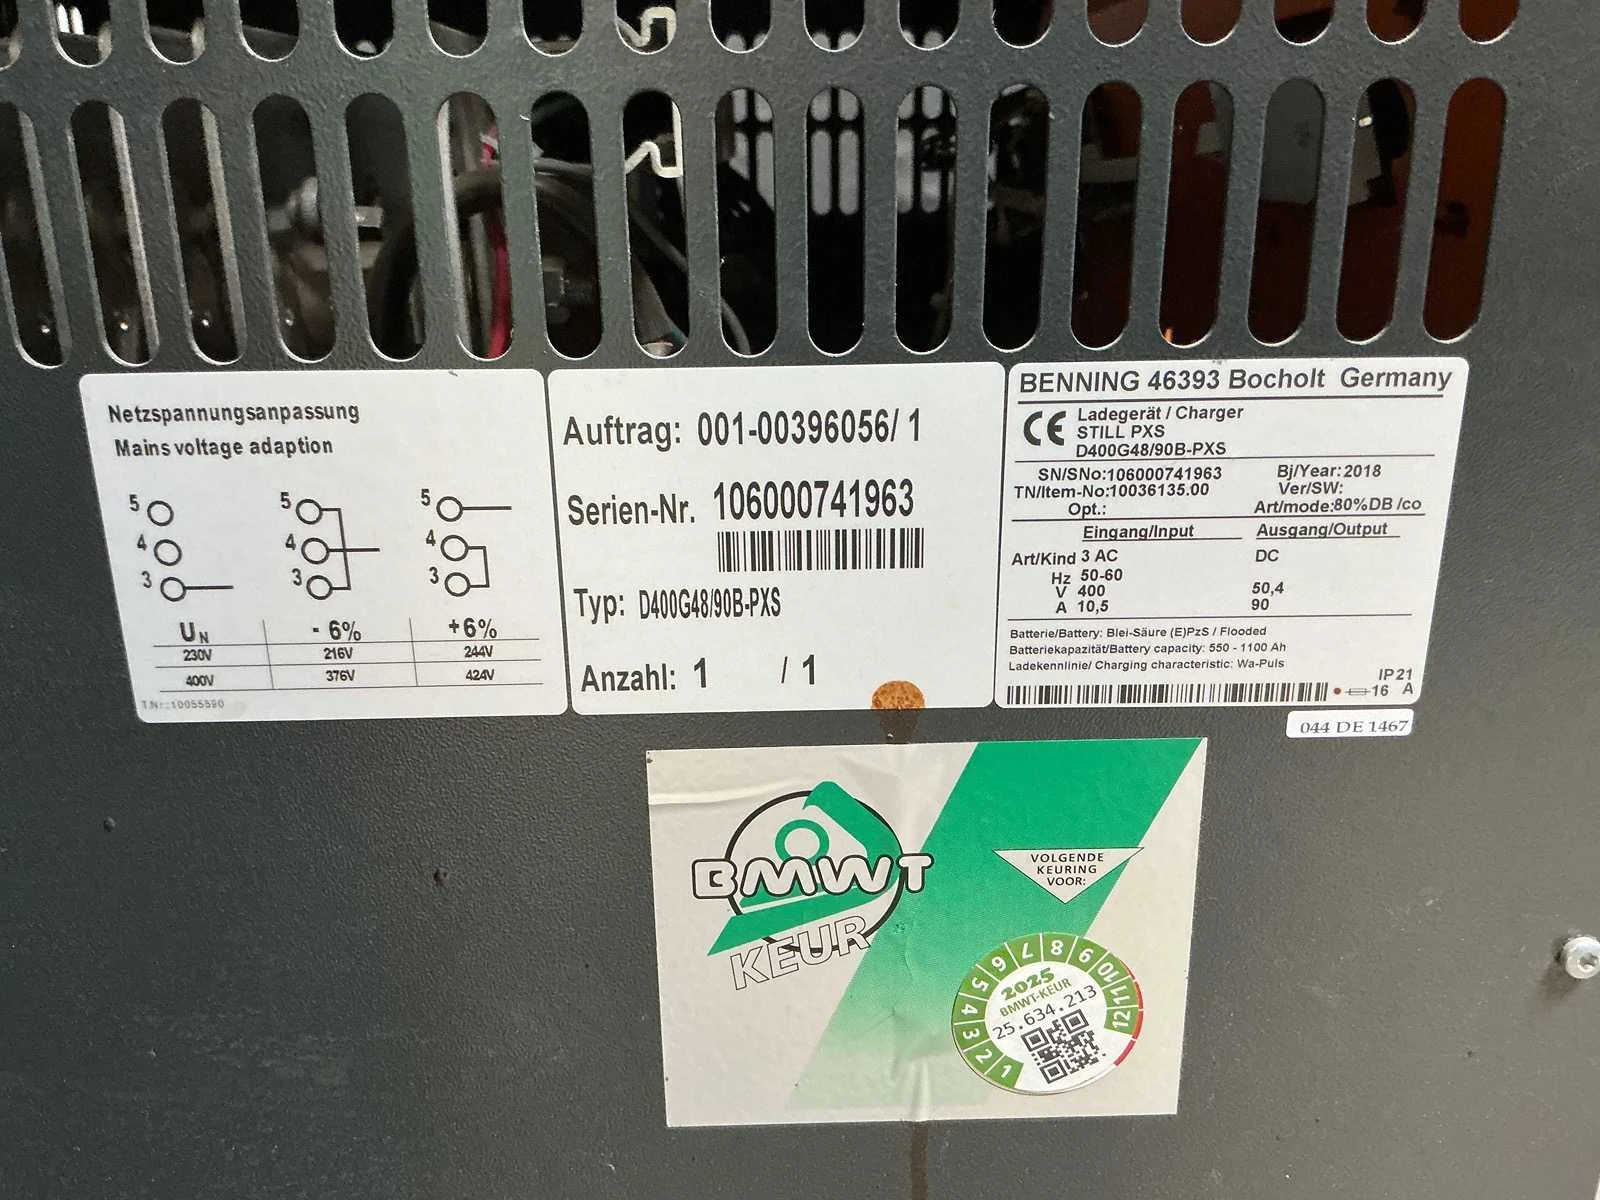 Netzspannungsanpassung
Mains voltage adaption
5 5 5
4 4 4
3 3 3
UN - 6% +6%
230V 216V 244V
400V 376V 424V
T.Nr.:10055590
Auftrag: 001-00396056/ 1
Serien-Nr. 106000741963
Typ: D400G48/90B-PXS
Anzahl: 1 / 1
BENNING 46393 Bocholt Germany
CE Ladegerät / Charger
STILL PXS
D400G48/90B-PXS
SN/SNo:106000741963 Bj/Year:2018
TN/Item-No:10036135.00 Ver/SW:
Opt.: Art/mode:80%DB /co
Eingang/Input Ausgang/Output
Art/Kind 3 AC DC
Hz 50-60
V 400 50,4
A 10,5 90
Batterie/Battery: Blei-Säure (E)PzS / Flooded
Batteriekapazität/Battery capacity: 550 - 1100 Ah
Ladekennlinie/ Charging characteristic: Wa-Puls
IP21
16 A
044 DE 1467
BMWT
KEUR
VOLGENDE
KEURING
VOOR:
1 2 3 4 5 6 7 8 9 10 11 12
2025
BMWT-KEUR
25.634.213